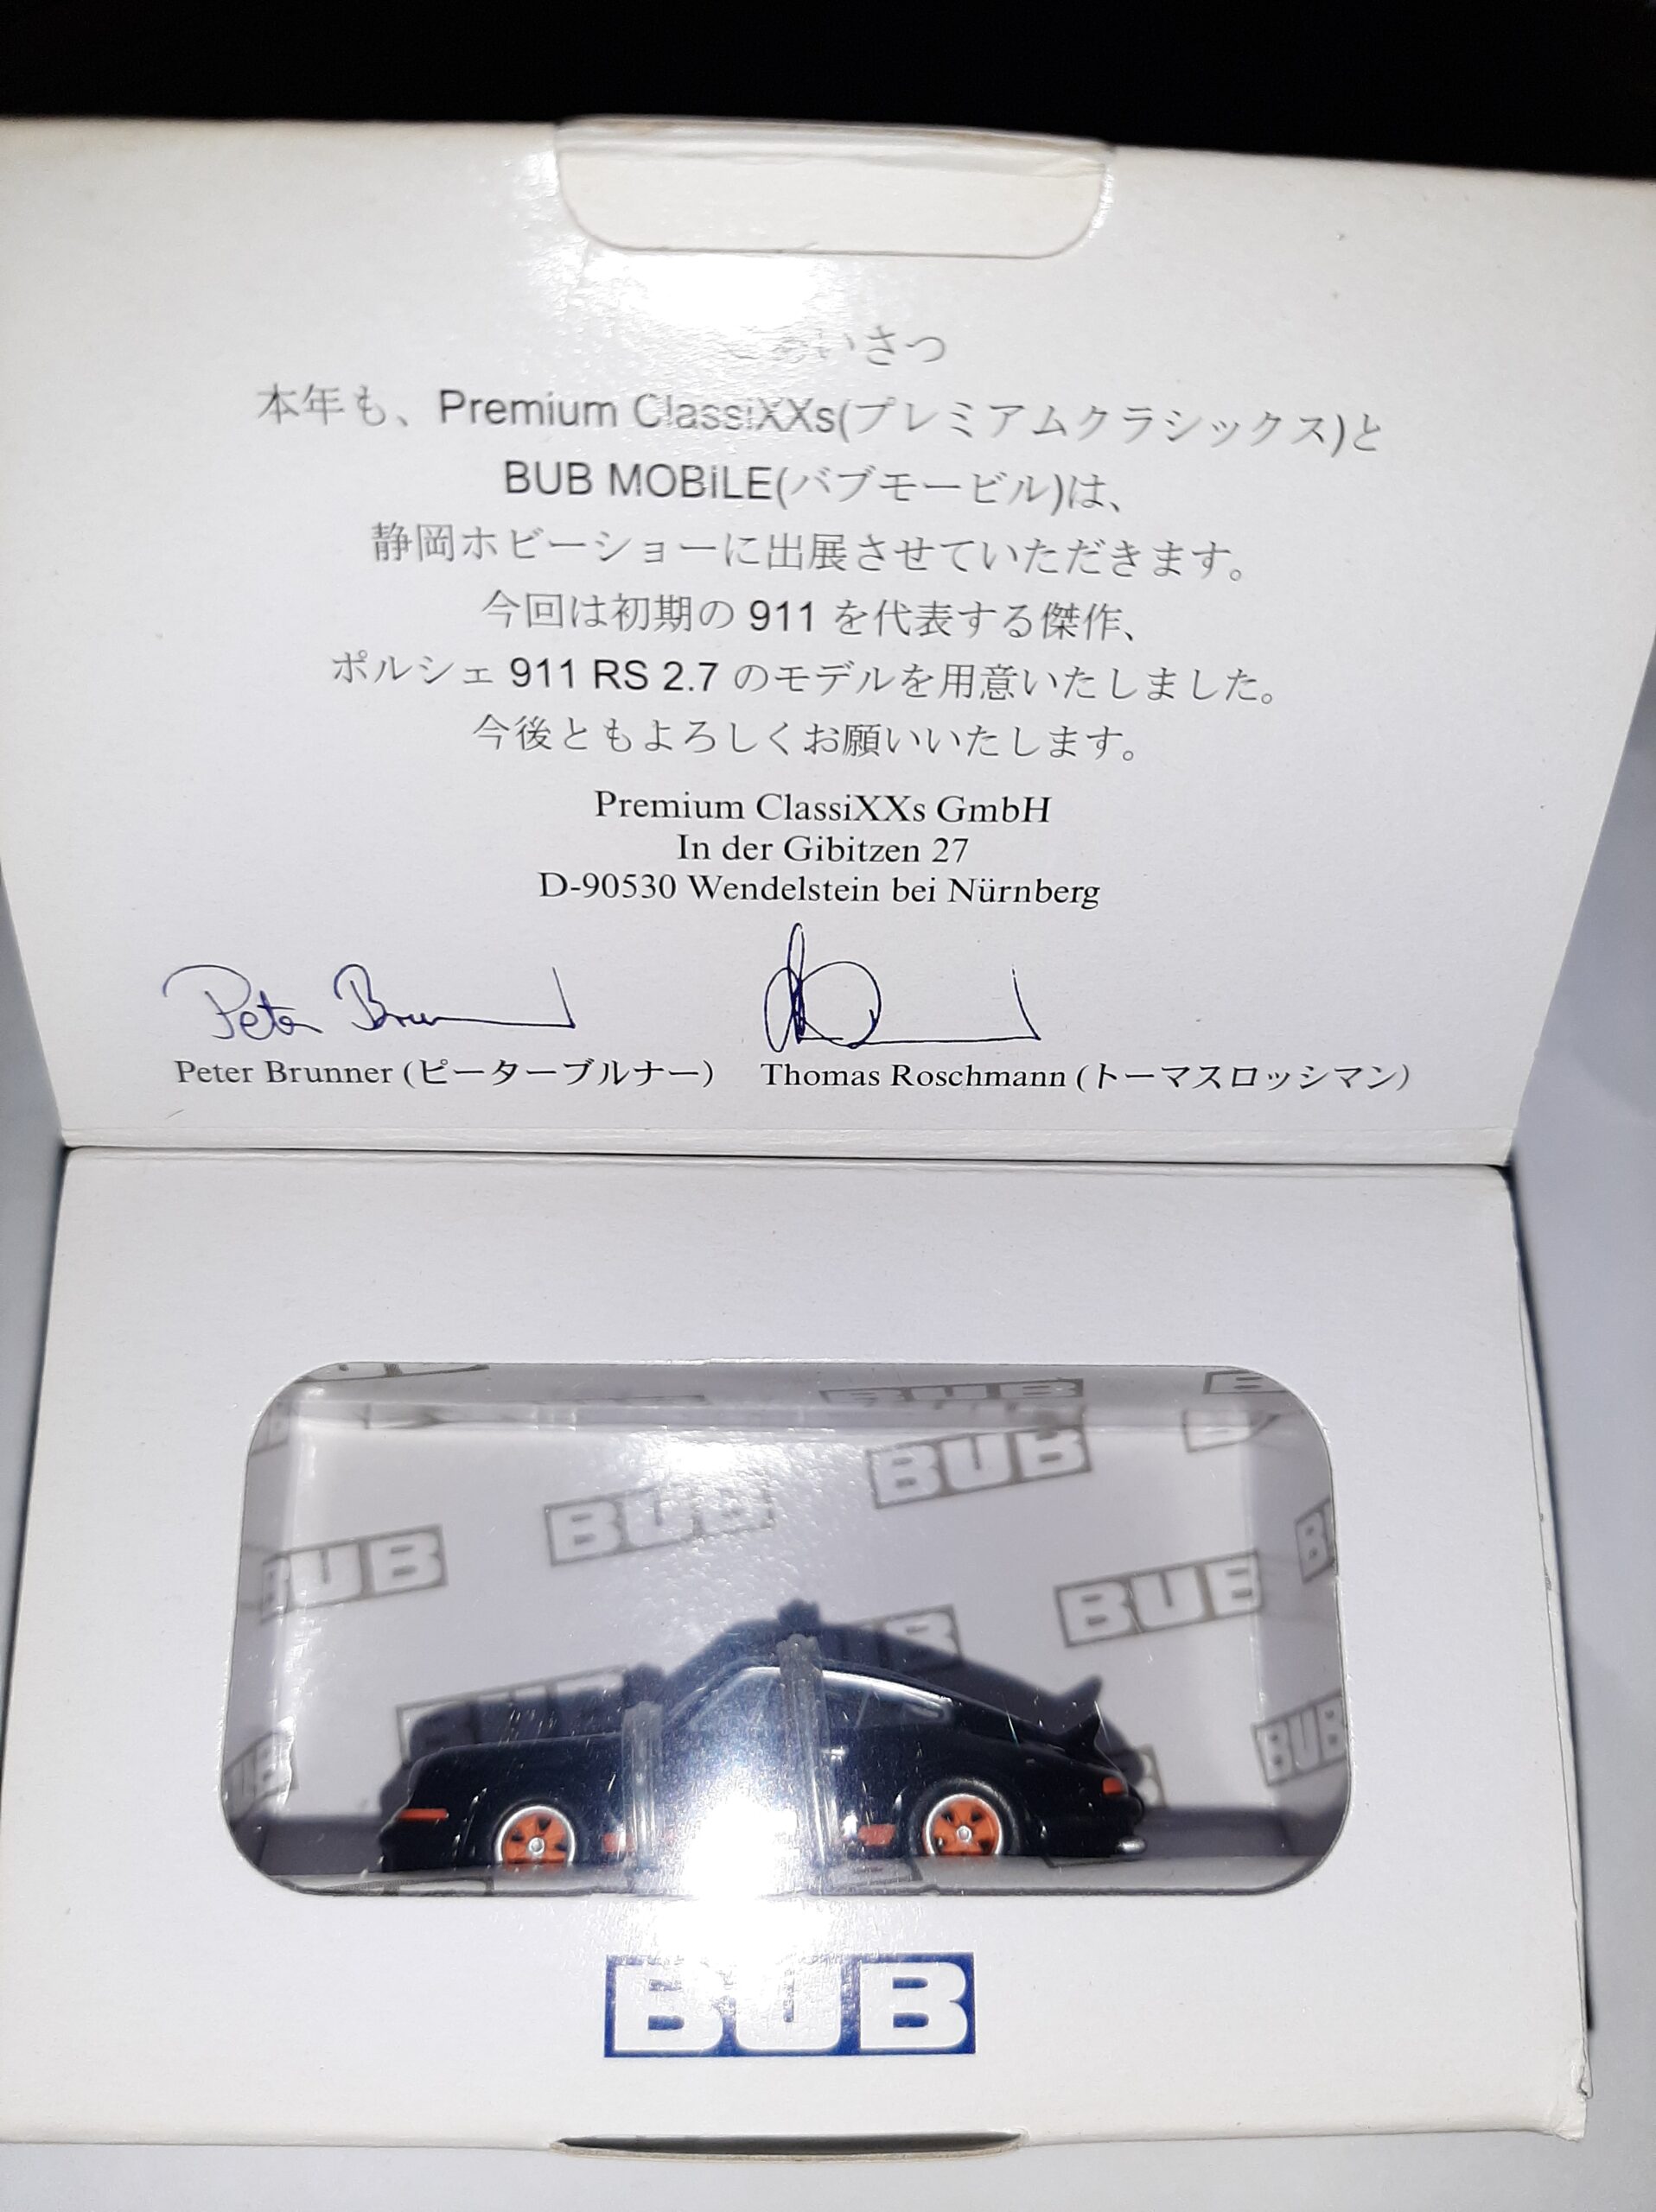 ごあいさつ
本年も、Premium ClassiXXs(プレミアムクラシックス)と
BUB MOBiLE(バブモービル)は、
静岡ホビーショーに出展させていただきます。
今回は初期の 911 を代表する傑作、
ポルシェ 911 RS 2.7 のモデルを用意いたしました。
今後ともよろしくお願いいたします。
Premium ClassiXXs GmbH
In der Gibitzen 27
D-90530 Wendelstein bei Nürnberg
Peter Brunner
Peter Brunner (ピーターブルナー) Thomas Roschmann (トーマスロッシマン)
BUB
BUB
BUB
BUB
BUB
BUB
BUB
BUB